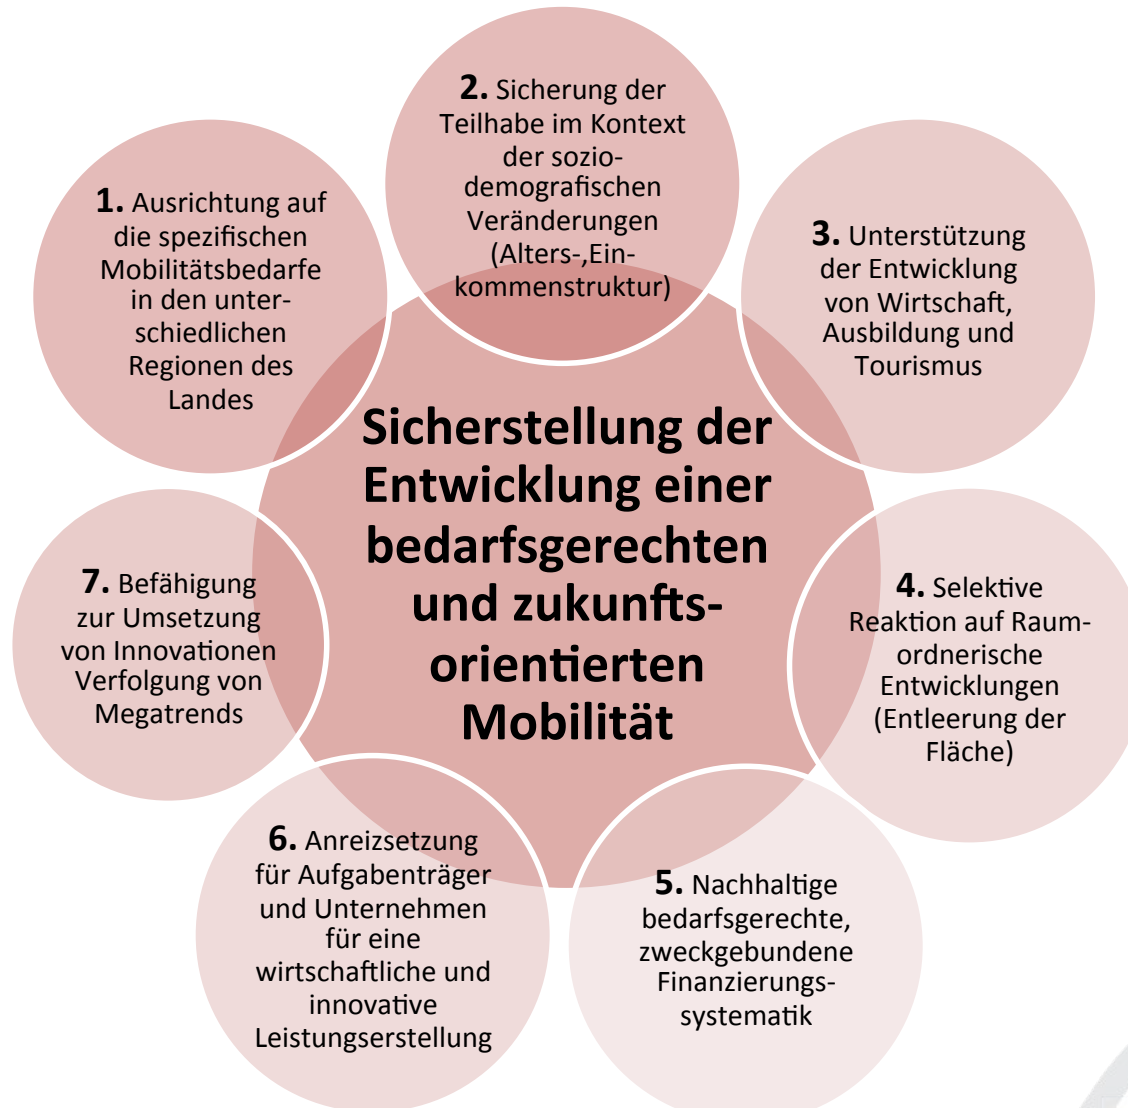 1. Ausrichtung auf
die spezifischen
Mobilitätsbedarfe
in den unter-
schiedlichen
Regionen des
Landes
2. Sicherung der
Teilhabe im Kontext
der sozio-
demografischen
Veränderungen
(Alters-,Ein-
kommenstruktur)
3. Unterstützung
der Entwicklung
von Wirtschaft,
Ausbildung und
Tourismus
4. Selektive
Reaktion auf Raum-
ordnerische
Entwicklungen
(Entleerung der
Fläche)
5. Nachhaltige
bedarfsgerechte,
zweckgebundene
Finanzierungs-
systematik
6. Anreizsetzung
für Aufgabenträger
und Unternehmen
für eine
wirtschaftliche und
innovative
Leistungserstellung
7. Befähigung
zur Umsetzung
von Innovationen
Verfolgung von
Megatrends
Sicherstellung der
Entwicklung einer
bedarfsgerechten
und zukunfts-
orientierten
Mobilität